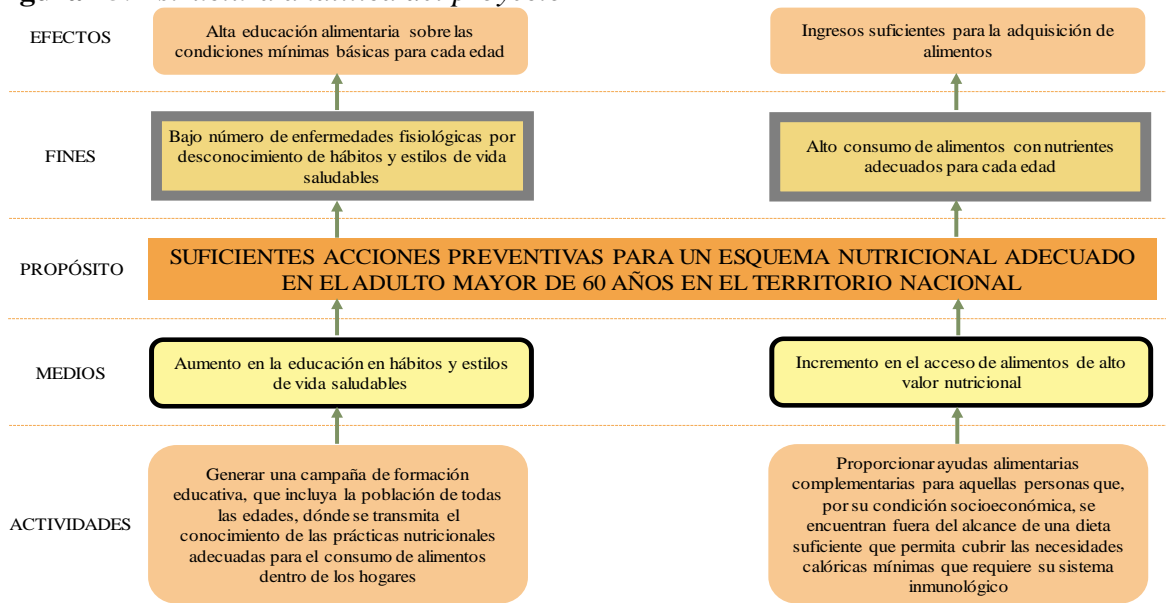 Estructura analítica del proyecto
EFECTOS
Alta educación alimentaria sobre las
condiciones mínimas básicas para cada edad
Ingresos suficientes para la adquisición de
alimentos
FINES
Bajo número de enfermedades fisiológicas por
desconocimiento de hábitos y estilos de vida
saludables
Alto consumo de alimentos con nutrientes
adecuados para cada edad
PROPÓSITO
SUFICIENTES ACCIONES PREVENTIVAS PARA UN ESQUEMA NUTRICIONAL ADECUADO
EN EL ADULTO MAYOR DE 60 AÑOS EN EL TERRITORIO NACIONAL
MEDIOS
Aumento en la educación en hábitos y estilos
de vida saludables
Incremento en el acceso de alimentos de alto
valor nutricional
ACTIVIDADES
Generar una campaña de formación
educativa, que incluya la población de todas
las edades, dónde se transmita el
conocimiento de las prácticas nutricionales
adecuadas para el consumo de alimentos
dentro de los hogares
Proporcionar ayudas alimentarias
complementarias para aquellas personas que,
por su condición socioeconómica, se
encuentran fuera del alcance de una dieta
suficiente que permita cubrir las necesidades
calóricas mínimas que requiere su sistema
inmunológico